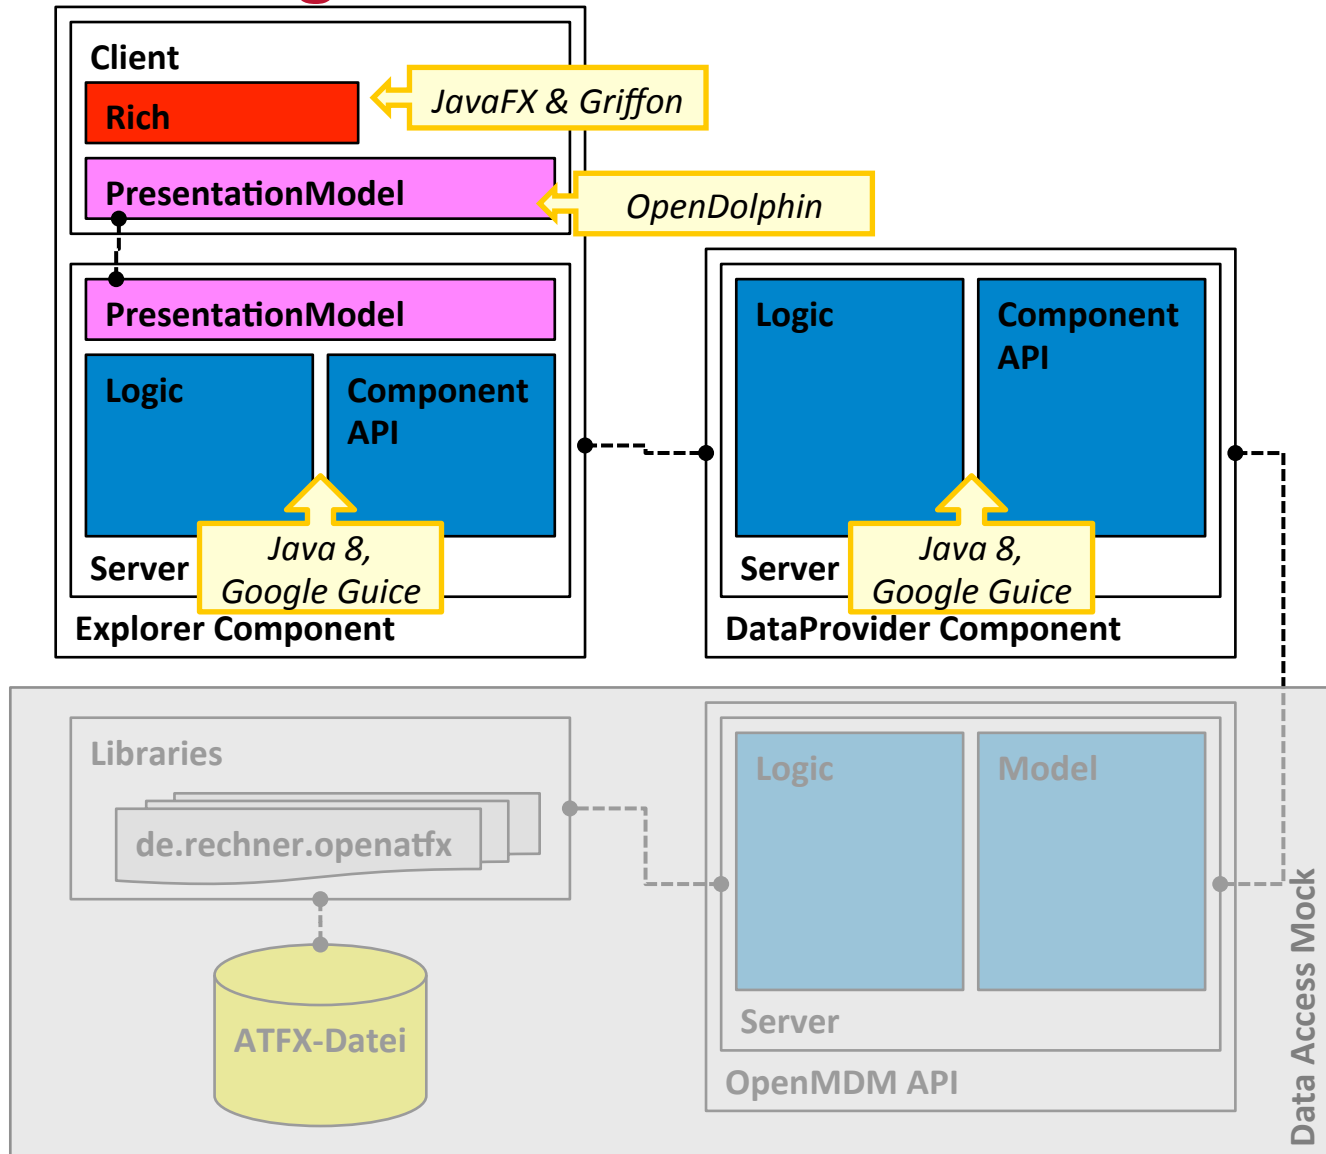 Client
Rich
JavaFX & Griffon
PresentationModel
OpenDolphin
PresentationModel
Logic
Component
API
Java 8,
Google Guice
Server
Explorer Component
Logic
Component
API
Java 8,
Google Guice
Server
DataProvider Component
Libraries
de.rechner.openatfx
ATFX-Datei
Logic
Model
Server
OpenMDM API
Data Access Mock